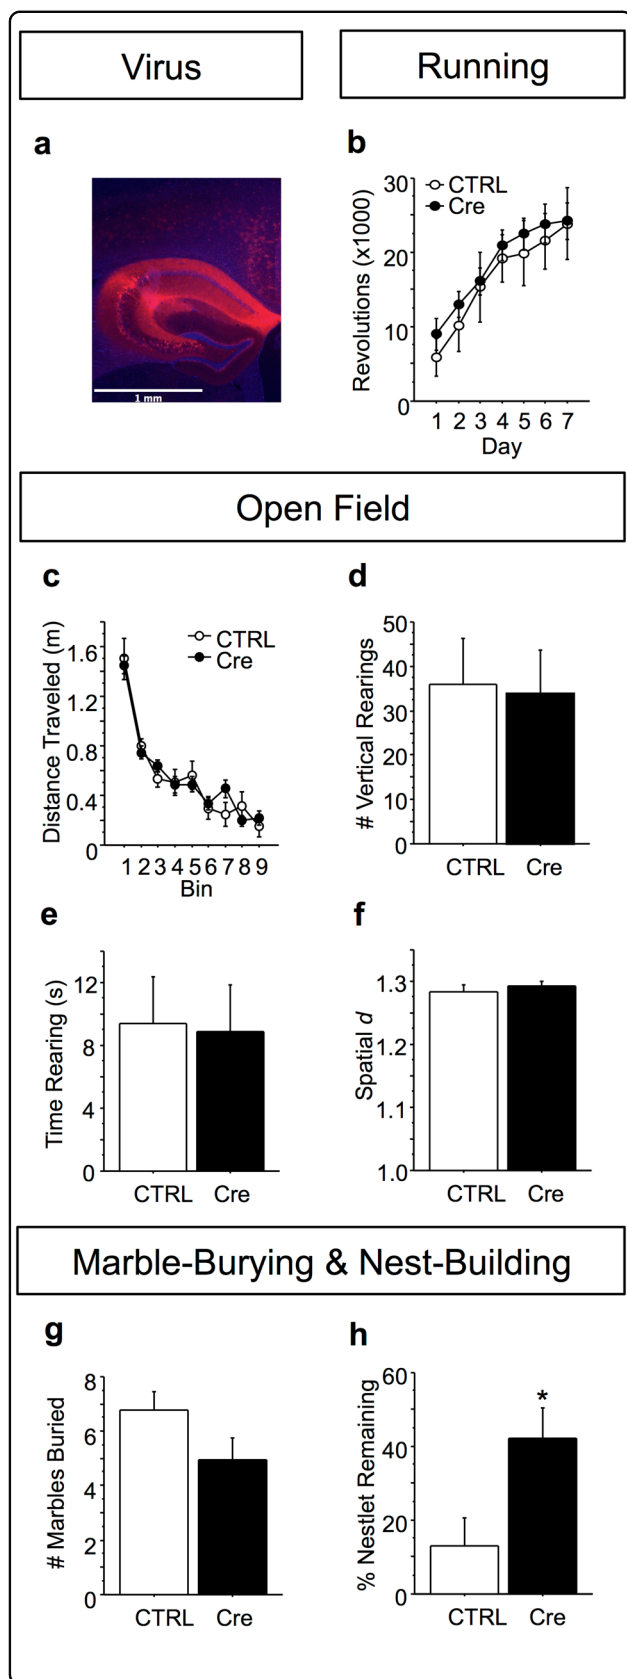 Virus
Running
a
1 mm
b
Revolutions (x1000)
30
20
10
0
CTRL
Cre
1 2 3 4 5 6 7
Day
Open Field
c
Distance Traveled (m)
1.6
1.2
0.8
0.4
0
CTRL
Cre
1 2 3 4 5 6 7 8 9
Bin
d
# Vertical Rearings
50
40
30
20
10
0
CTRL Cre
e
Time Rearing (s)
12
8
4
0
CTRL Cre
f
Spatial d
1.3
1.2
1.1
1.0
CTRL Cre
Marble-Burying & Nest-Building
g
# Marbles Buried
8
6
4
2
0
CTRL Cre
h
% Nestlet Remaining
60
40
20
0
*
CTRL Cre